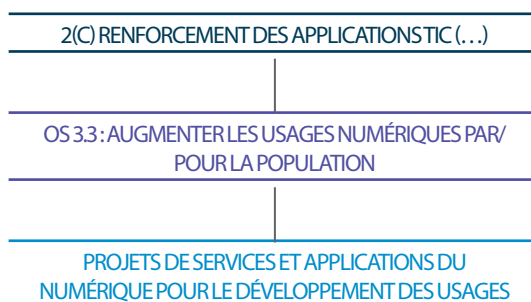 2(C) RENFORCEMENT DES APPLICATIONS TIC (…)
OS 3.3 : AUGMENTER LES USAGES NUMÉRIQUES PAR/
POUR LA POPULATION
PROJETS DE SERVICES ET APPLICATIONS DU
NUMÉRIQUE POUR LE DÉVELOPPEMENT DES USAGES